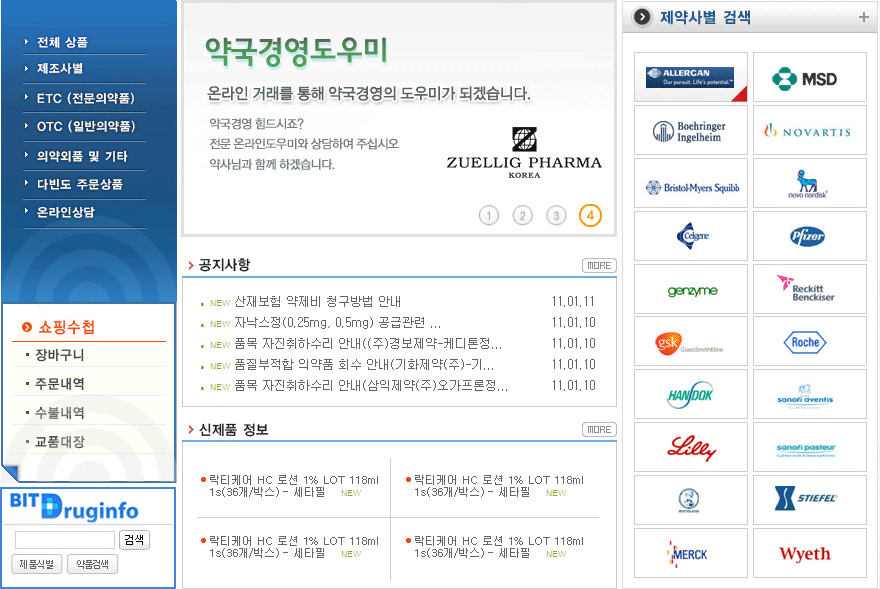 전체 상품
제조사별
ETC (전문의약품)
OTC (일반의약품)
의약외품 및 기타
다빈도 주문상품
온라인상담
쇼핑수첩
장바구니
주문내역
수불내역
교품대장
BIT Druginfo
검색
제품식별
약품검색
약국경영도우미
온라인 거래를 통해 약국경영의 도우미가 되겠습니다.
약국경영 힘드시죠?
전문 온라인도우미와 상담하여 주십시오
약사님과 함께 하겠습니다.
ZUELLIG PHARMA
KOREA
1 2 3 4
공지사항 MORE
NEW 산재보험 약제비 청구방법 안내 11.01.11
NEW 자낙스정(0,25mg, 0,5mg) 공급관련 ... 11.01.10
NEW 품목 자진취하수리 안내((주)경보제약-케디톤정... 11.01.10
NEW 품질부적합 의약품 회수 안내(기화제약(주)-기... 11.01.10
NEW 품목 자진취하수리 안내(삼익제약(주)오가프론정... 11.01.10
신제품 정보 MORE
락티케어 HC 로션 1% LOT 118ml
1s(36개/박스) - 세타필 NEW
락티케어 HC 로션 1% LOT 118ml
1s(36개/박스) - 세타필 NEW
락티케어 HC 로션 1% LOT 118ml
1s(36개/박스) - 세타필 NEW
락티케어 HC 로션 1% LOT 118ml
1s(36개/박스) - 세타필 NEW
제약사별 검색 +
ALLERGAN
Our pursuit. Life's potential.™
MSD
Boehringer
Ingelheim
NOVARTIS
Bristol-Myers Squibb
novo nordisk
Celgene
Pfizer
genzyme
Reckitt
Benckiser
gsk GlaxoSmithKline
Roche
HANDOK
sanofi aventis
Lilly
sanofi pasteur
STIEFEL
MERCK
Wyeth